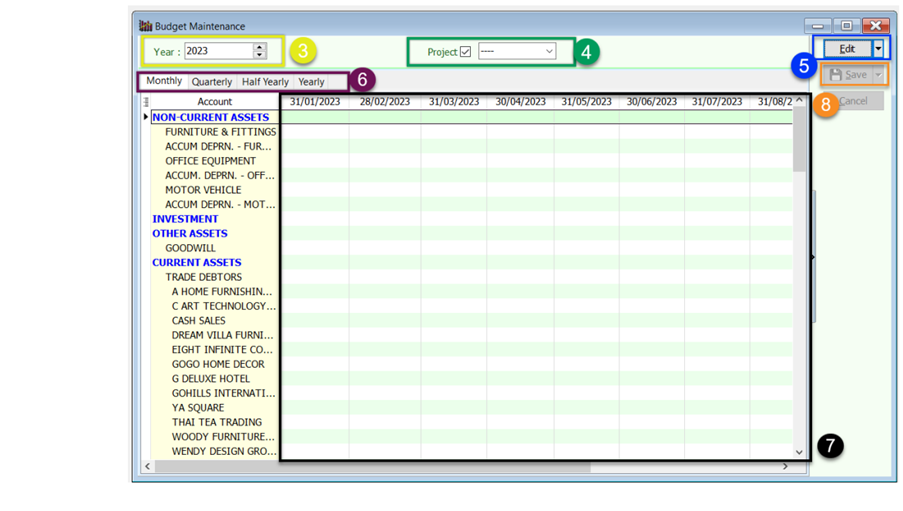 Budget Maintenance
Year : 2023
3
Project ----
4
Edit
5
Monthly Quarterly Half Yearly Yearly
6
Save
8
Cancel
Account 31/01/2023 28/02/2023 31/03/2023 30/04/2023 31/05/2023 30/06/2023 31/07/2023 31/08/2
NON-CURRENT ASSETS
FURNITURE & FITTINGS
ACCUM DEPRN. - FUR...
OFFICE EQUIPMENT
ACCUM. DEPRN. - OFF...
MOTOR VEHICLE
ACCUM DEPRN. - MOT...
INVESTMENT
OTHER ASSETS
GOODWILL
CURRENT ASSETS
TRADE DEBTORS
A HOME FURNISHIN...
C ART TECHNOLOGY...
CASH SALES
DREAM VILLA FURNI...
EIGHT INFINITE CO...
GOGO HOME DECOR
G DELUXE HOTEL
GOHILLS INTERNATI...
YA SQUARE
THAI TEA TRADING
WOODY FURNITURE...
WENDY DESIGN GRO...
7